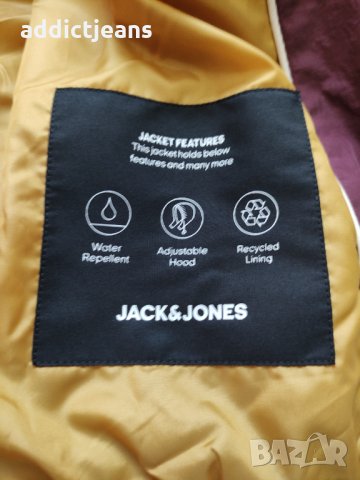 addictjeans
JACKET FEATURES
This jacket holds below
features and many more
Water
Repellent
Adjustable
Hood
Recycled
Lining
JACK&JONES
BAZAR